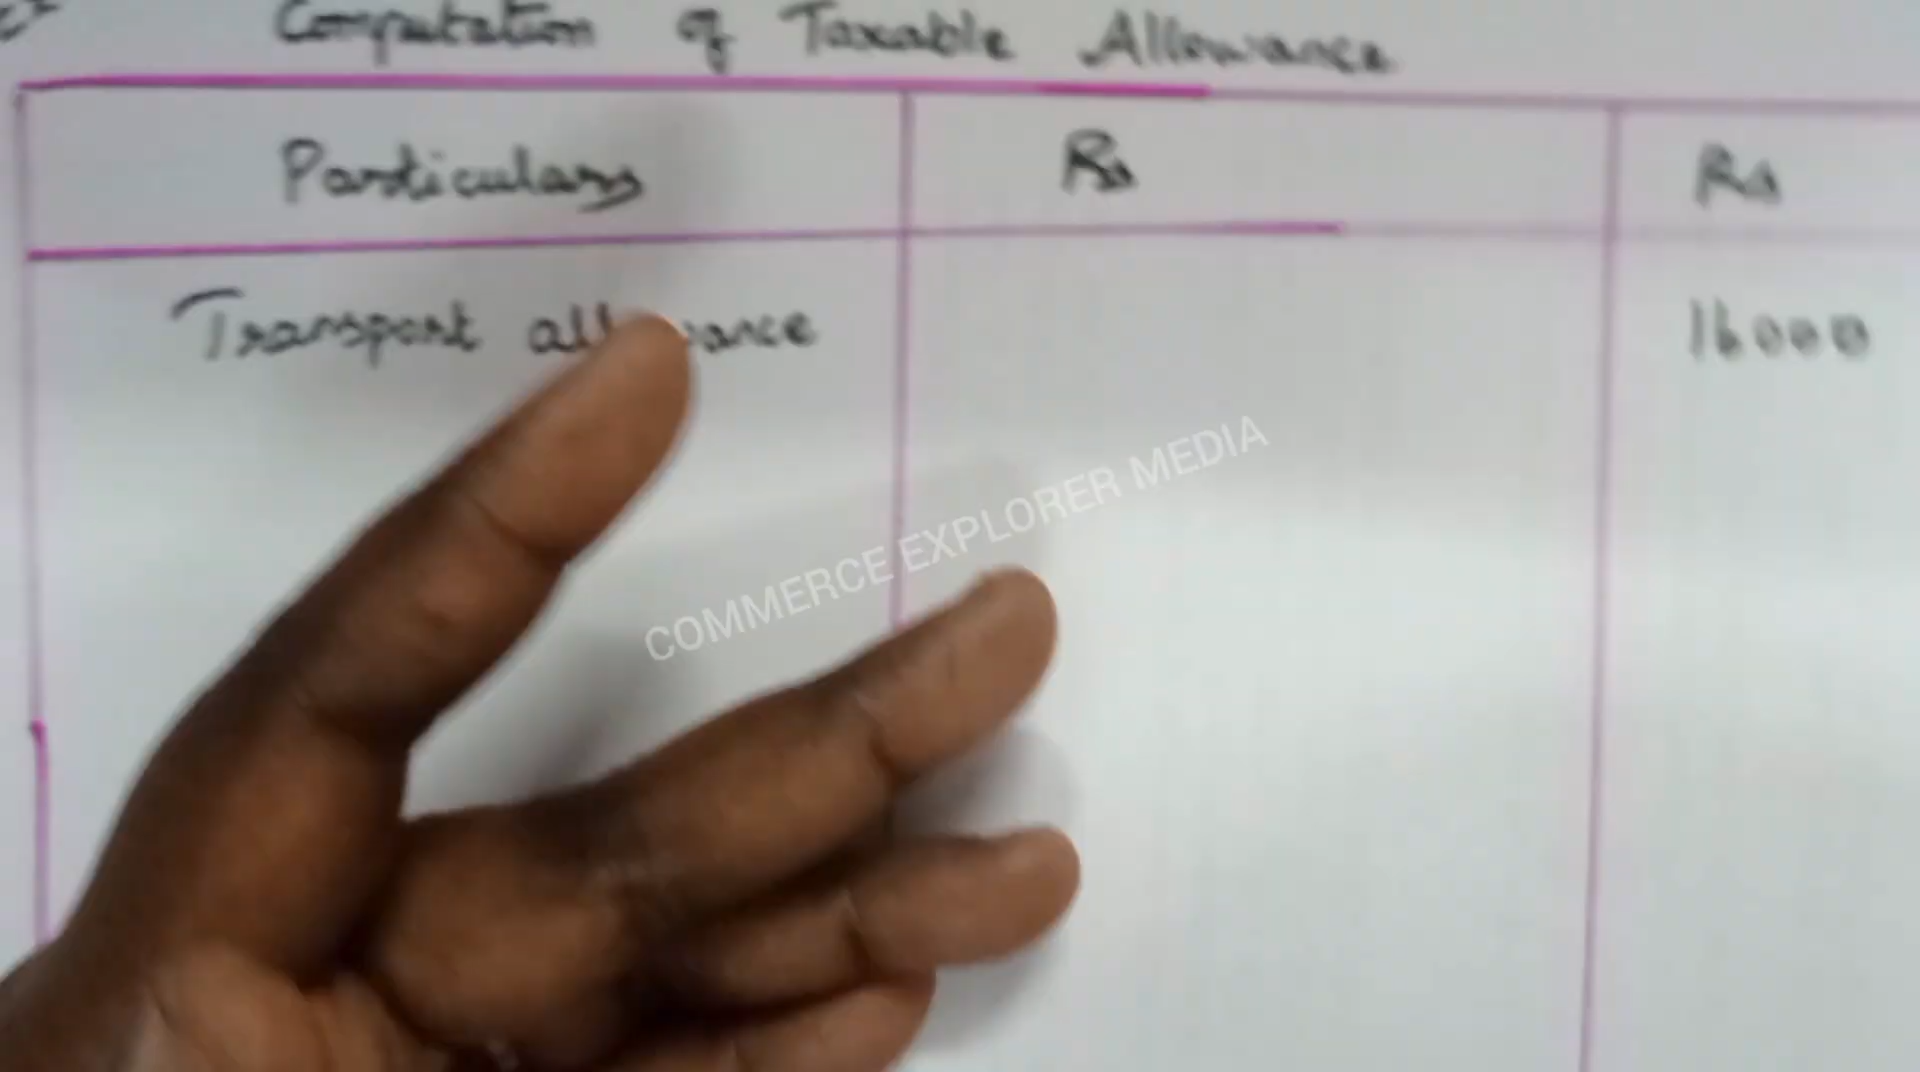 Computation of Taxable Allowance
Particulars Rs Rs
Transport allowance 16000
COMMERCE EXPLORER MEDIA